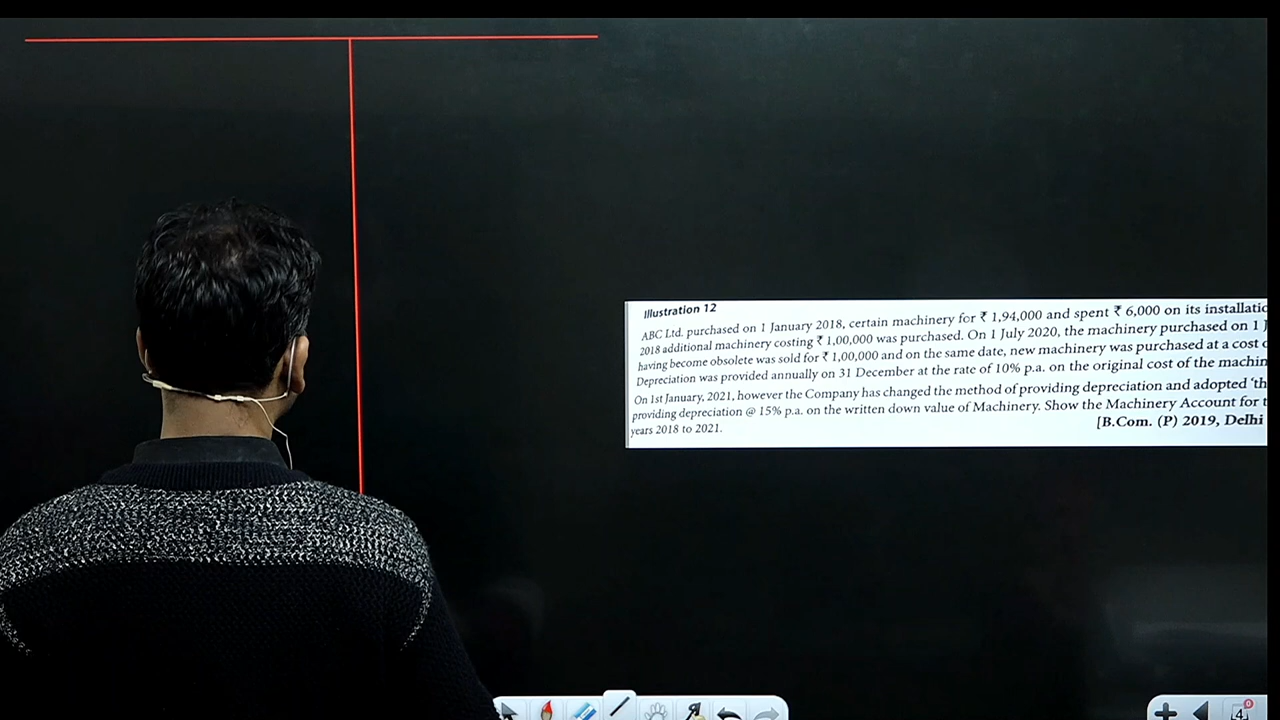 Illustration 12
ABC Ltd. purchased on 1 January 2018, certain machinery for ₹ 1,94,000 and spent ₹ 6,000 on its
2018 additional machinery costing ₹ 1,00,000 was purchased. On 1 July 2020, the machinery purchased on 1
having become obsolete was sold for ₹ 1,00,000 and on the same date, new machinery was purchased at a cost
Depreciation was provided annually on 31 December at the rate of 10% p.a. on the original cost of the
On 1st January, 2021, however the Company has changed the method of providing depreciation and adopted
providing depreciation @ 15% p.a. on the written down value of Machinery. Show the Machinery Account for
years 2018 to 2021.
[B.Com. (P) 2019, Delhi
4
0